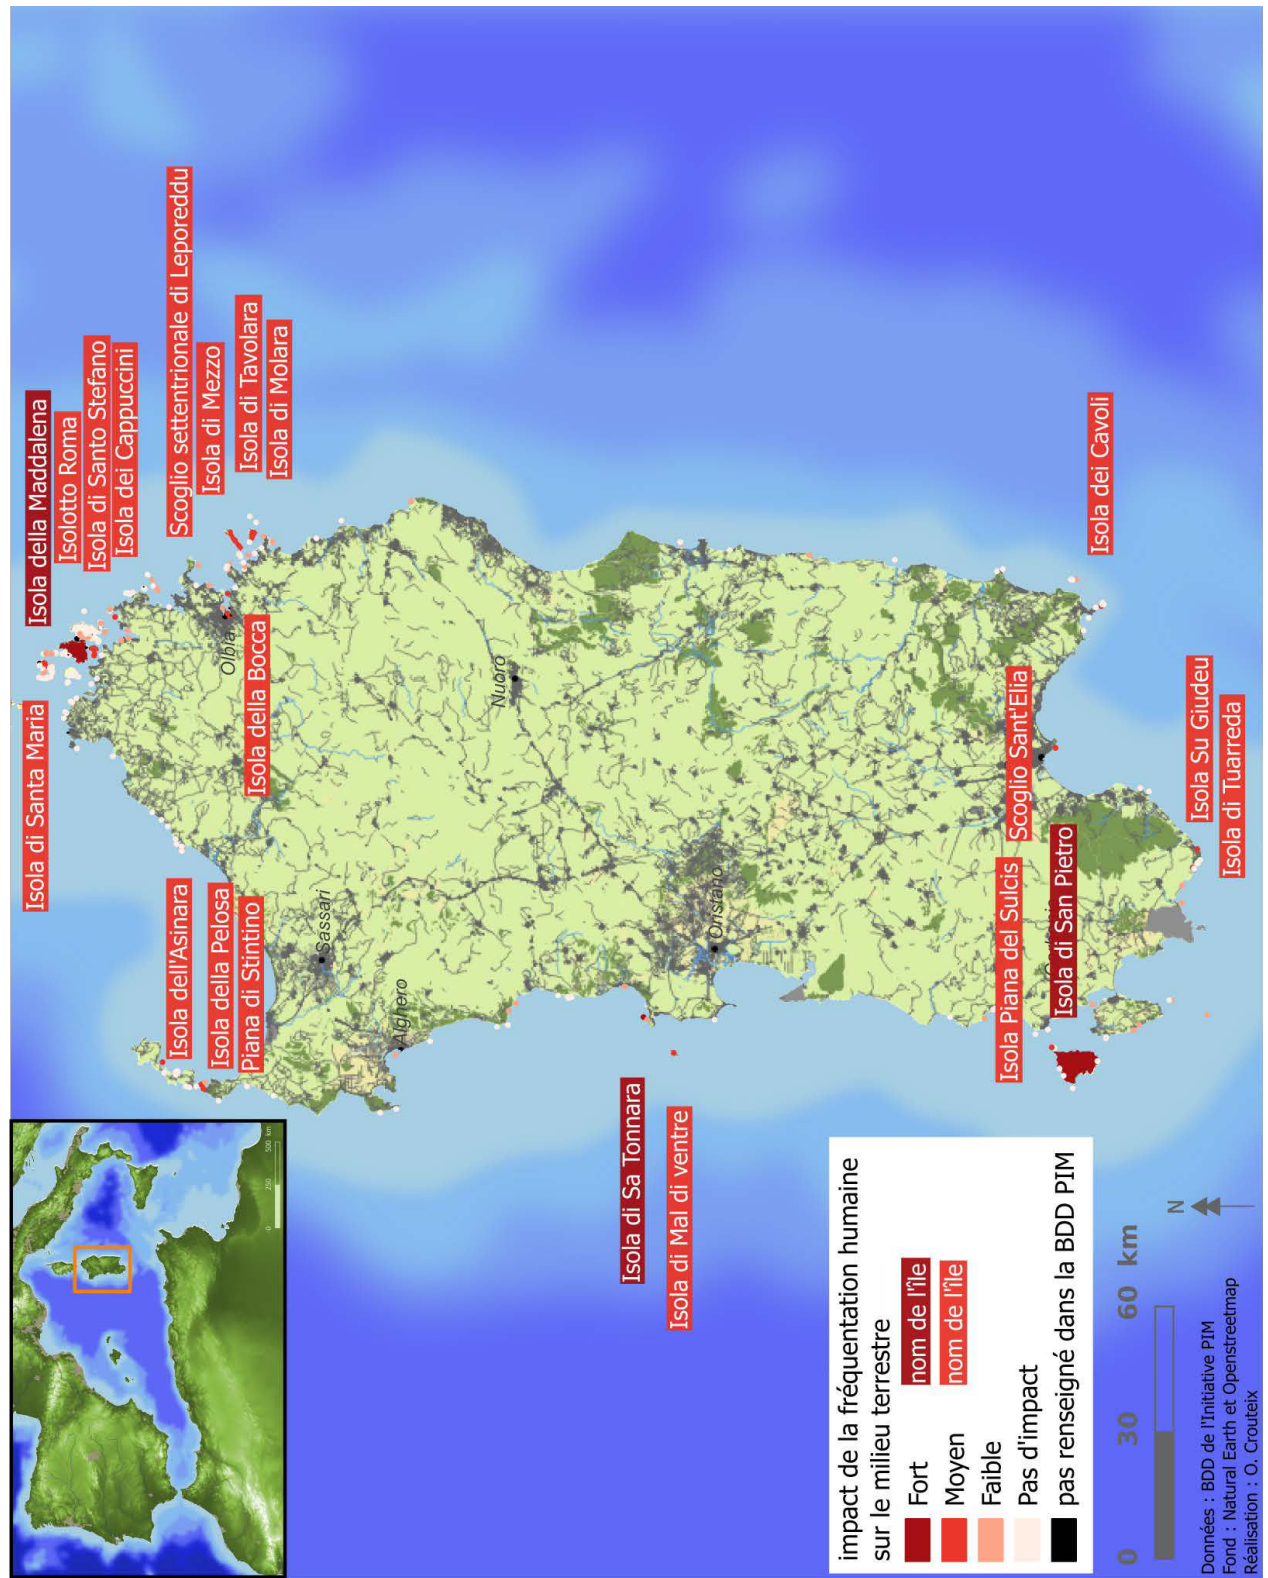 Isola di Santa Maria
Isola della Maddalena
Isolotto Roma
Isola di Santo Stefano
Isola dei Cappuccini
Scoglio settentrionale di Leporeddu
Isola di Mezzo
Isola di Tavolara
Isola di Molara
Olbia
Isola della Bocca
Isola dell'Asinara
Isola della Pelosa
Piana di Stintino
Sassari
Alghero
Nuoro
Oristano
Isola di Sa Tonnara
Isola di Mal di ventre
Isola Piana del Sulcis
Scoglio Sant'Elia
Isola di San Pietro
Isola dei Cavoli
Isola Su Giudeu
Isola di Tuarreda
0 250 500 km
impact de la fréquentation humaine
sur le milieu terrestre
Fort nom de l'île
Moyen nom de l'île
Faible
Pas d'impact
pas renseigné dans la BDD PIM
0 30 60 km
N
Données : BDD de l'Initiative PIM
Fond : Natural Earth et Openstreetmap
Réalisation : O. Crouteix